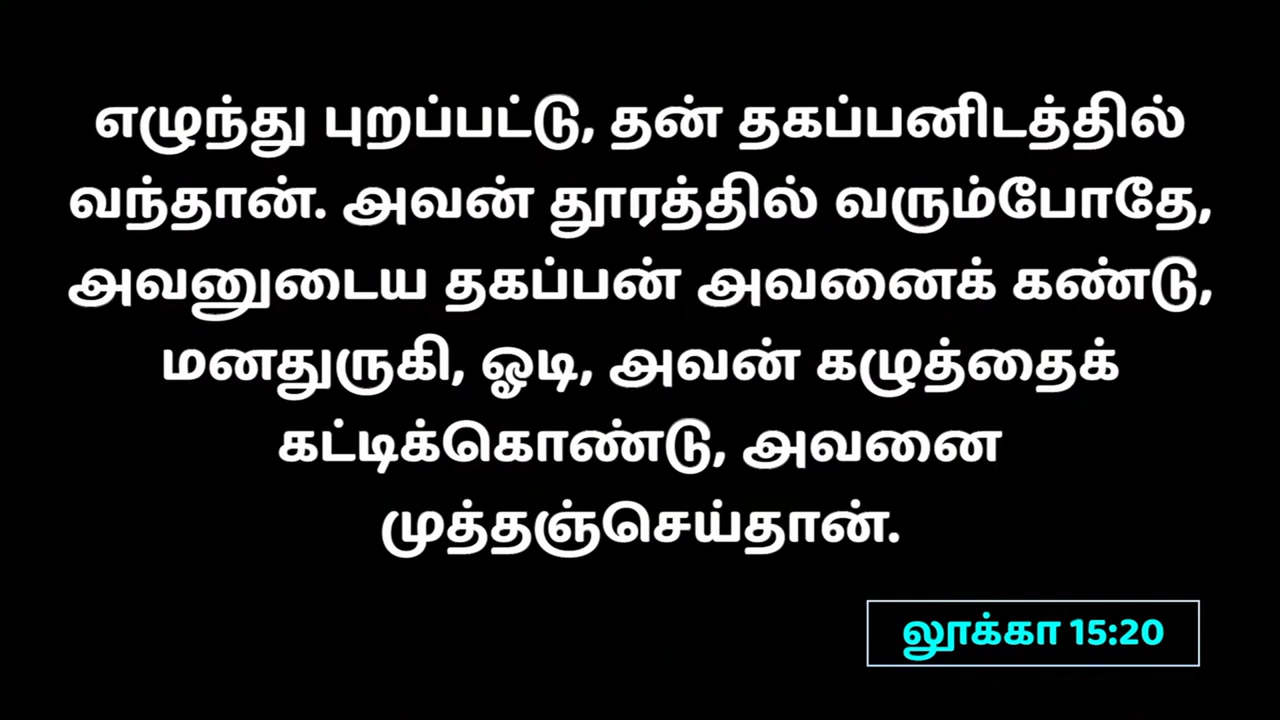 எழுந்து புறப்பட்டு, தன் தகப்பனிடத்தில்
வந்தான். அவன் தூரத்தில் வரும்போதே,
அவனுடைய தகப்பன் அவனைக் கண்டு,
மனதுருகி, ஓடி, அவன் கழுத்தைக்
கட்டிக்கொண்டு, அவனை
முத்தஞ்செய்தான்.
லூக்கா 15:20